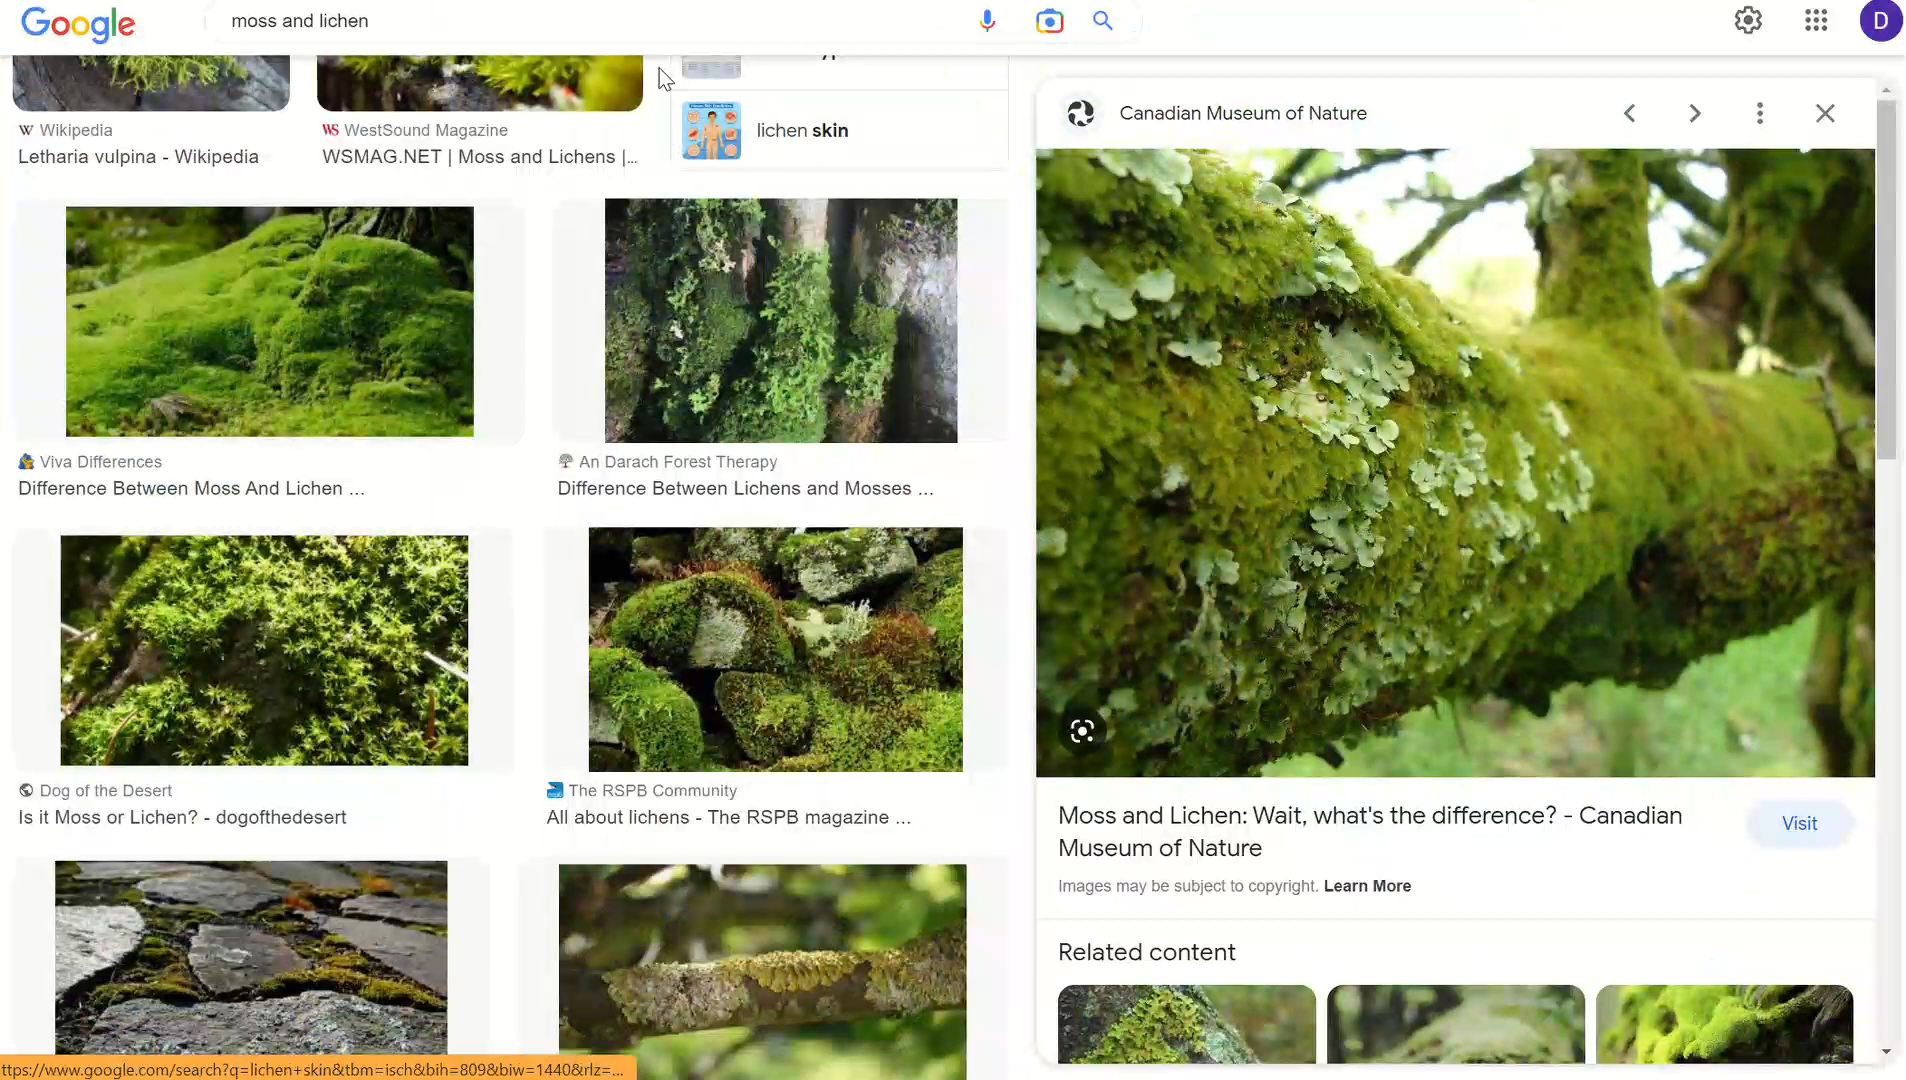 Google
moss and lichen
D
lichen skin
W Wikipedia
Letharia vulpina - Wikipedia
WS WestSound Magazine
WSMAG.NET | Moss and Lichens |...
Viva Differences
Difference Between Moss And Lichen ...
An Darach Forest Therapy
Difference Between Lichens and Mosses ...
Dog of the Desert
Is it Moss or Lichen? - dogofthedesert
The RSPB Community
All about lichens - The RSPB magazine ...
Canadian Museum of Nature
Moss and Lichen: Wait, what's the difference? - Canadian
Museum of Nature
Visit
Images may be subject to copyright. Learn More
Related content
ttps://www.google.com/search?q=lichen+skin&tbm=isch&bih=809&biw=1440&rlz=...